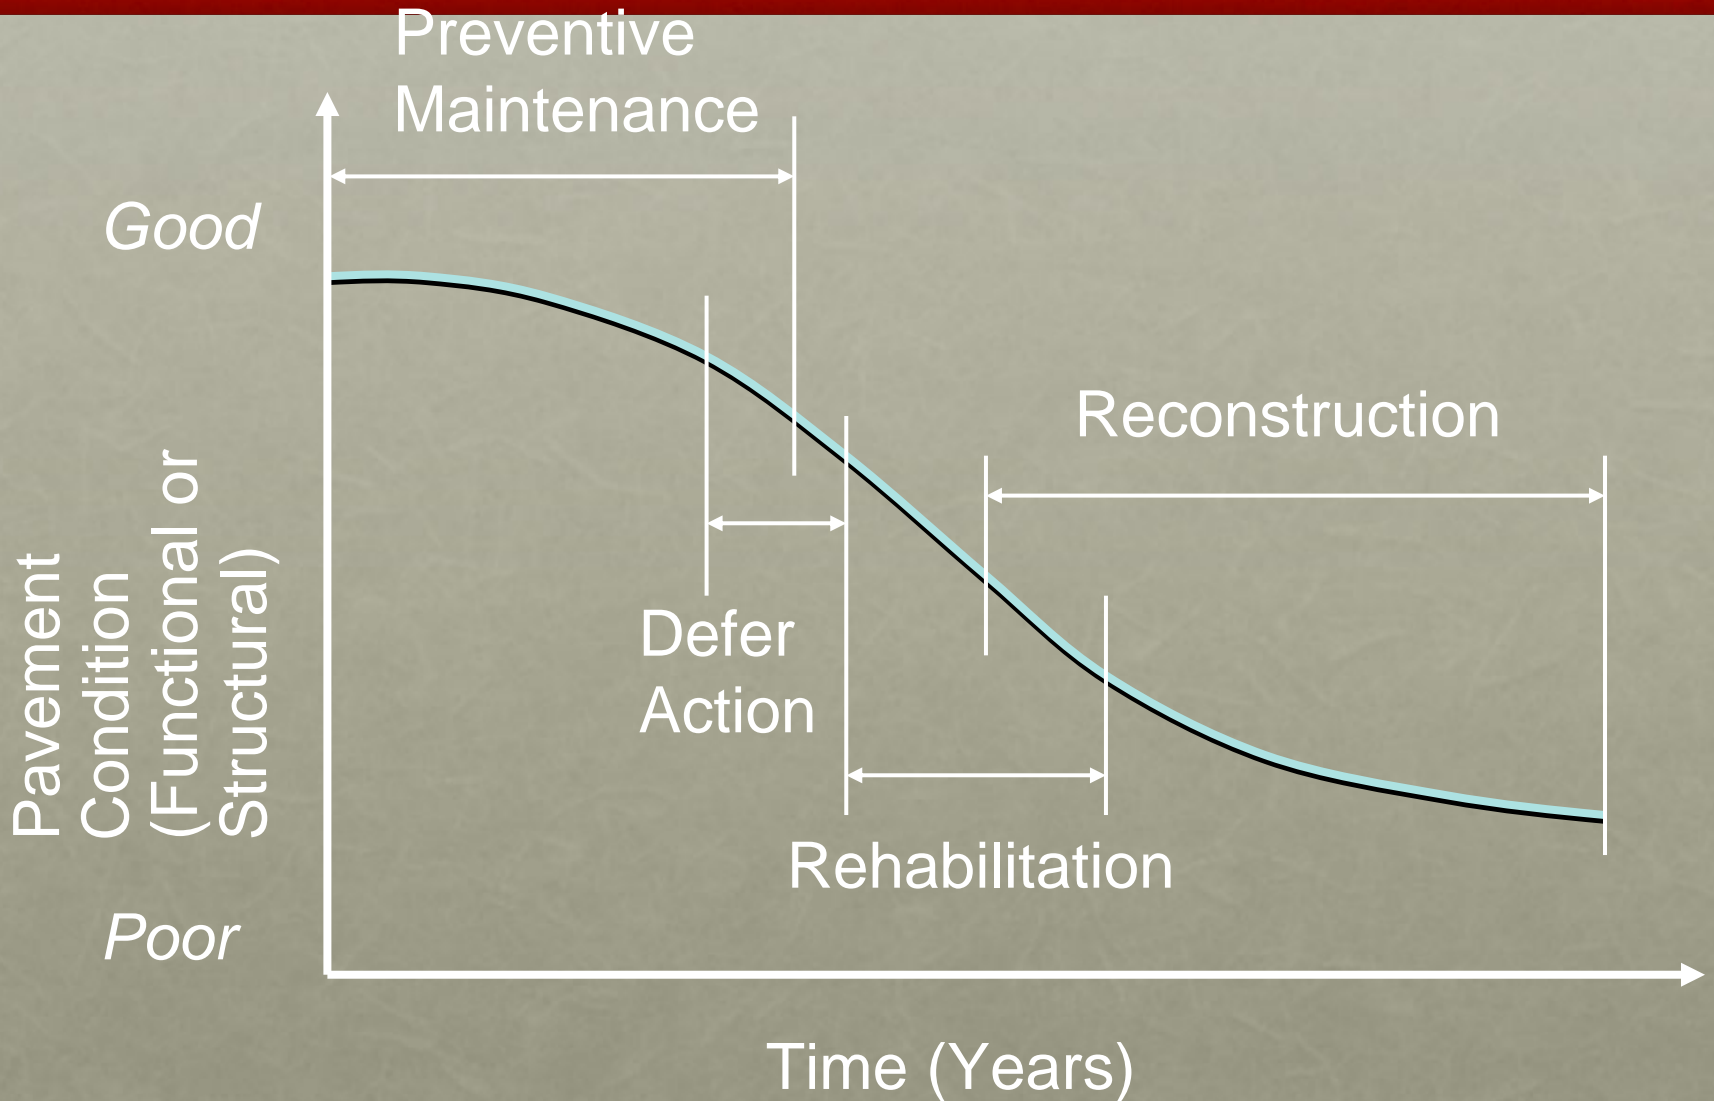 Preventive
Maintenance
Good
Reconstruction
Pavement
Condition
(Functional or
Structural)
Defer
Action
Rehabilitation
Poor
Time (Years)